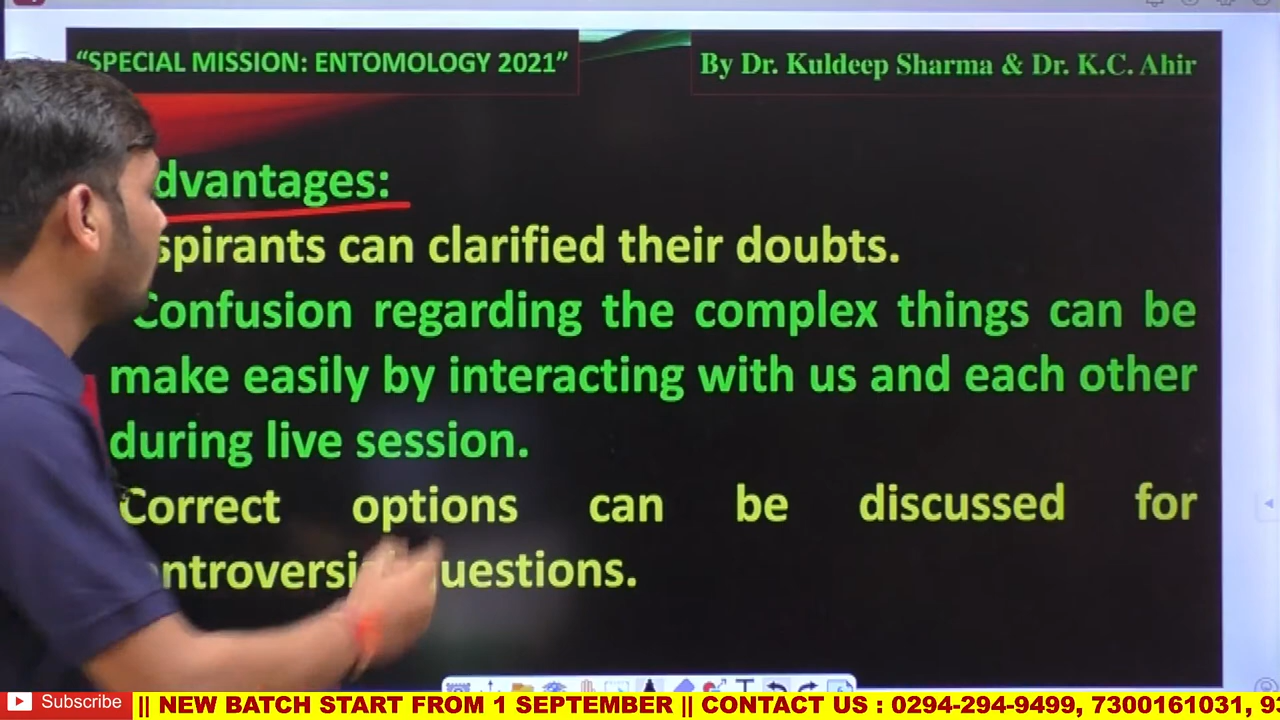 “SPECIAL MISSION: ENTOMOLOGY 2021”
By Dr. Kuldeep Sharma & Dr. K.C. Ahir
dvantages:
spirants can clarified their doubts.
Confusion regarding the complex things can be
make easily by interacting with us and each other
during live session.
Correct options can be discussed for
ntroversi uestions.
Subscribe || NEW BATCH START FROM 1 SEPTEMBER || CONTACT US : 0294-294-9499, 7300161031, 93